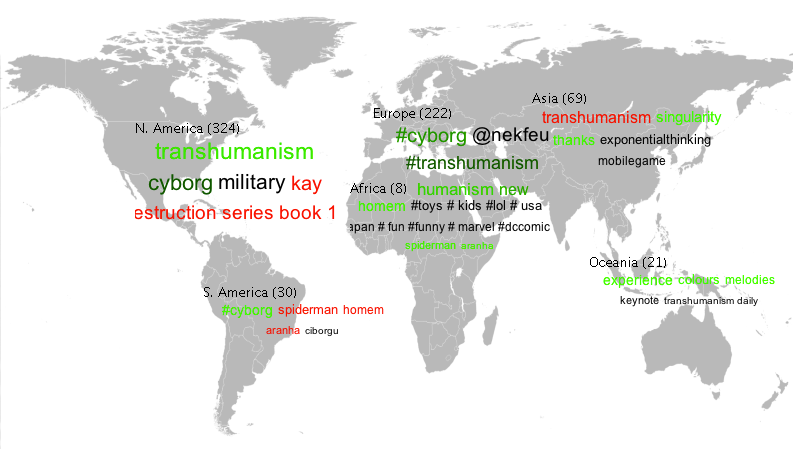 N. America (324)
transhumanism
cyborg military kay
estruction series book 1
Europe (222)
#cyborg @nekfeu
#transhumanism
humanism new
Asia (69)
transhumanism singularity
thanks exponentialthinking
mobilegame
Africa (8)
homem #toys # kids #lol # usa
apan # fun #funny # marvel #dccomic
spiderman aranha
S. America (30)
#cyborg spiderman homem
aranha ciborgu
Oceania (21)
experience colours melodies
keynote transhumanism daily